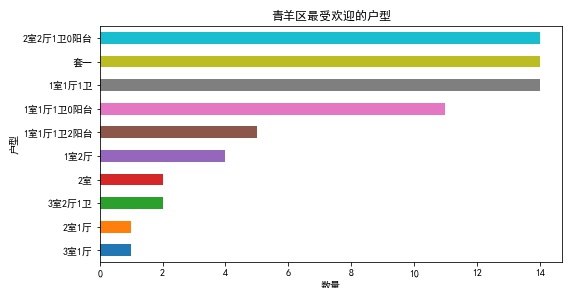 青羊区最受欢迎的户型
户型
2室2厅1卫0阳台
套一
1室1厅1卫
1室1厅1卫0阳台
1室1厅1卫2阳台
1室2厅
2室
3室2厅1卫
2室1厅
3室1厅
0 2 4 6 8 10 12 14
数量